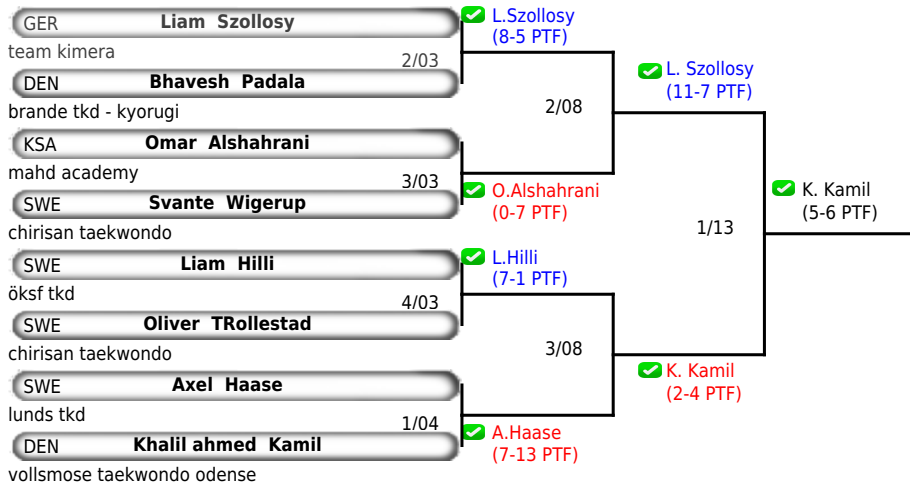 GER Liam Szollosy
team kimera
2/03
DEN Bhavesh Padala
brande tkd - kyorugi
KSA Omar Alshahrani
mahd academy
3/03
SWE Svante Wigerup
chirisan taekwondo
SWE Liam Hilli
öksf tkd
4/03
SWE Oliver TRollestad
chirisan taekwondo
SWE Axel Haase
lunds tkd
1/04
DEN Khalil ahmed Kamil
vollsmose taekwondo odense
L.Szollosy
(8-5 PTF)
2/08
O.Alshahrani
(0-7 PTF)
L.Hilli
(7-1 PTF)
3/08
A.Haase
(7-13 PTF)
L. Szollosy
(11-7 PTF)
1/13
K. Kamil
(2-4 PTF)
K. Kamil
(5-6 PTF)